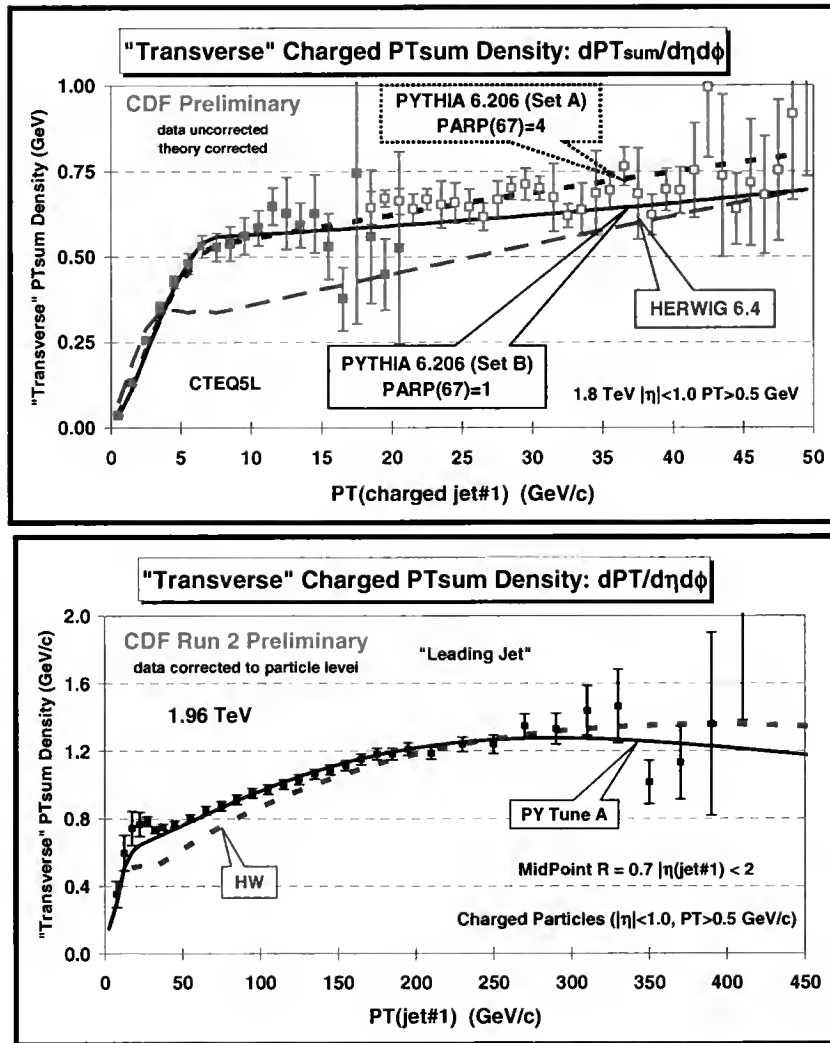 "Transverse" Charged PTsum Density: dPTsum/dηdϕ
1.00
0.75
0.50
0.25
0.00
"Transverse" PTsum Density (GeV)
CDF Preliminary
data uncorrected
theory corrected
PYTHIA 6.206 (Set A)
PARP(67)=4
HERWIG 6.4
PYTHIA 6.206 (Set B)
PARP(67)=1
CTEQ5L
1.8 TeV |η|<1.0 PT>0.5 GeV
0 5 10 15 20 25 30 35 40 45 50
PT(charged jet#1) (GeV/c)
"Transverse" Charged PTsum Density: dPT/dηdϕ
2.0
1.6
1.2
0.8
0.4
0.0
"Transverse" PTsum Density (GeV/c)
CDF Run 2 Preliminary
data corrected to particle level
"Leading Jet"
1.96 TeV
PY Tune A
HW
MidPoint R = 0.7 |η(jet#1) < 2
Charged Particles (|η|<1.0, PT>0.5 GeV/c)
0 50 100 150 200 250 300 350 400 450
PT(jet#1) (GeV/c)